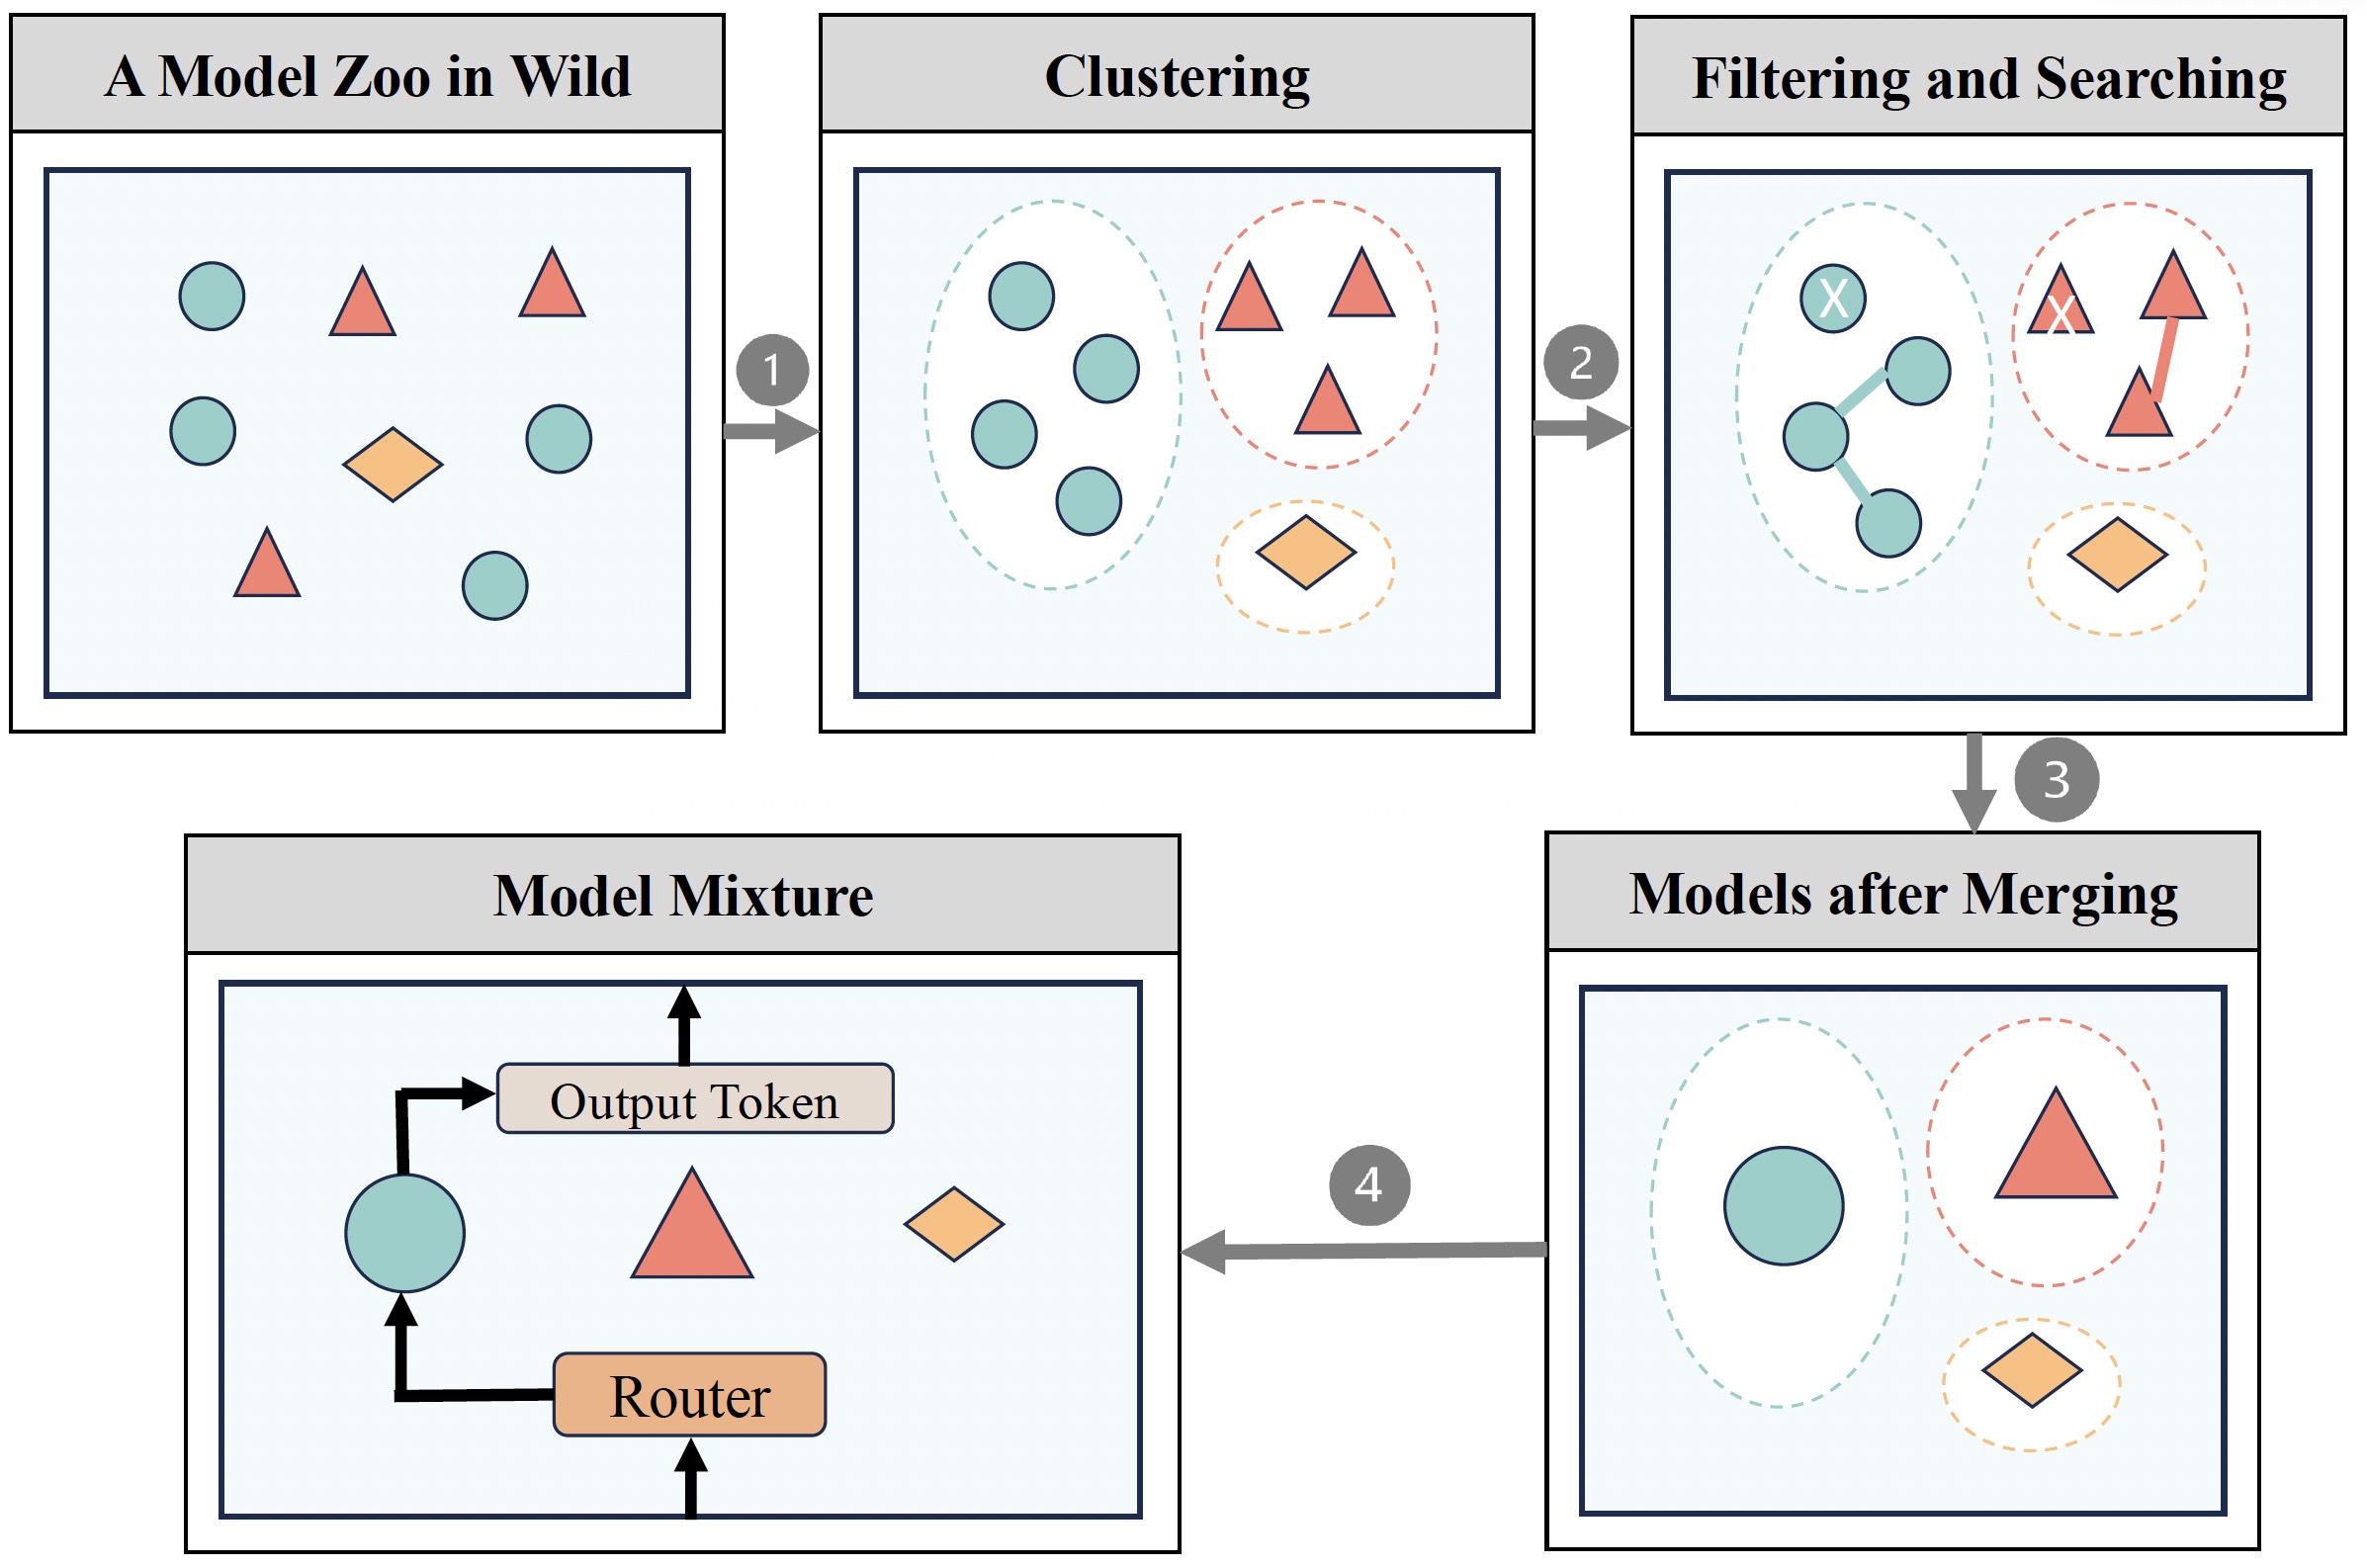 A Model Zoo in Wild
Clustering
Filtering and Searching
1
2
X
X
3
Model Mixture
Models after Merging
Output Token
4
Router